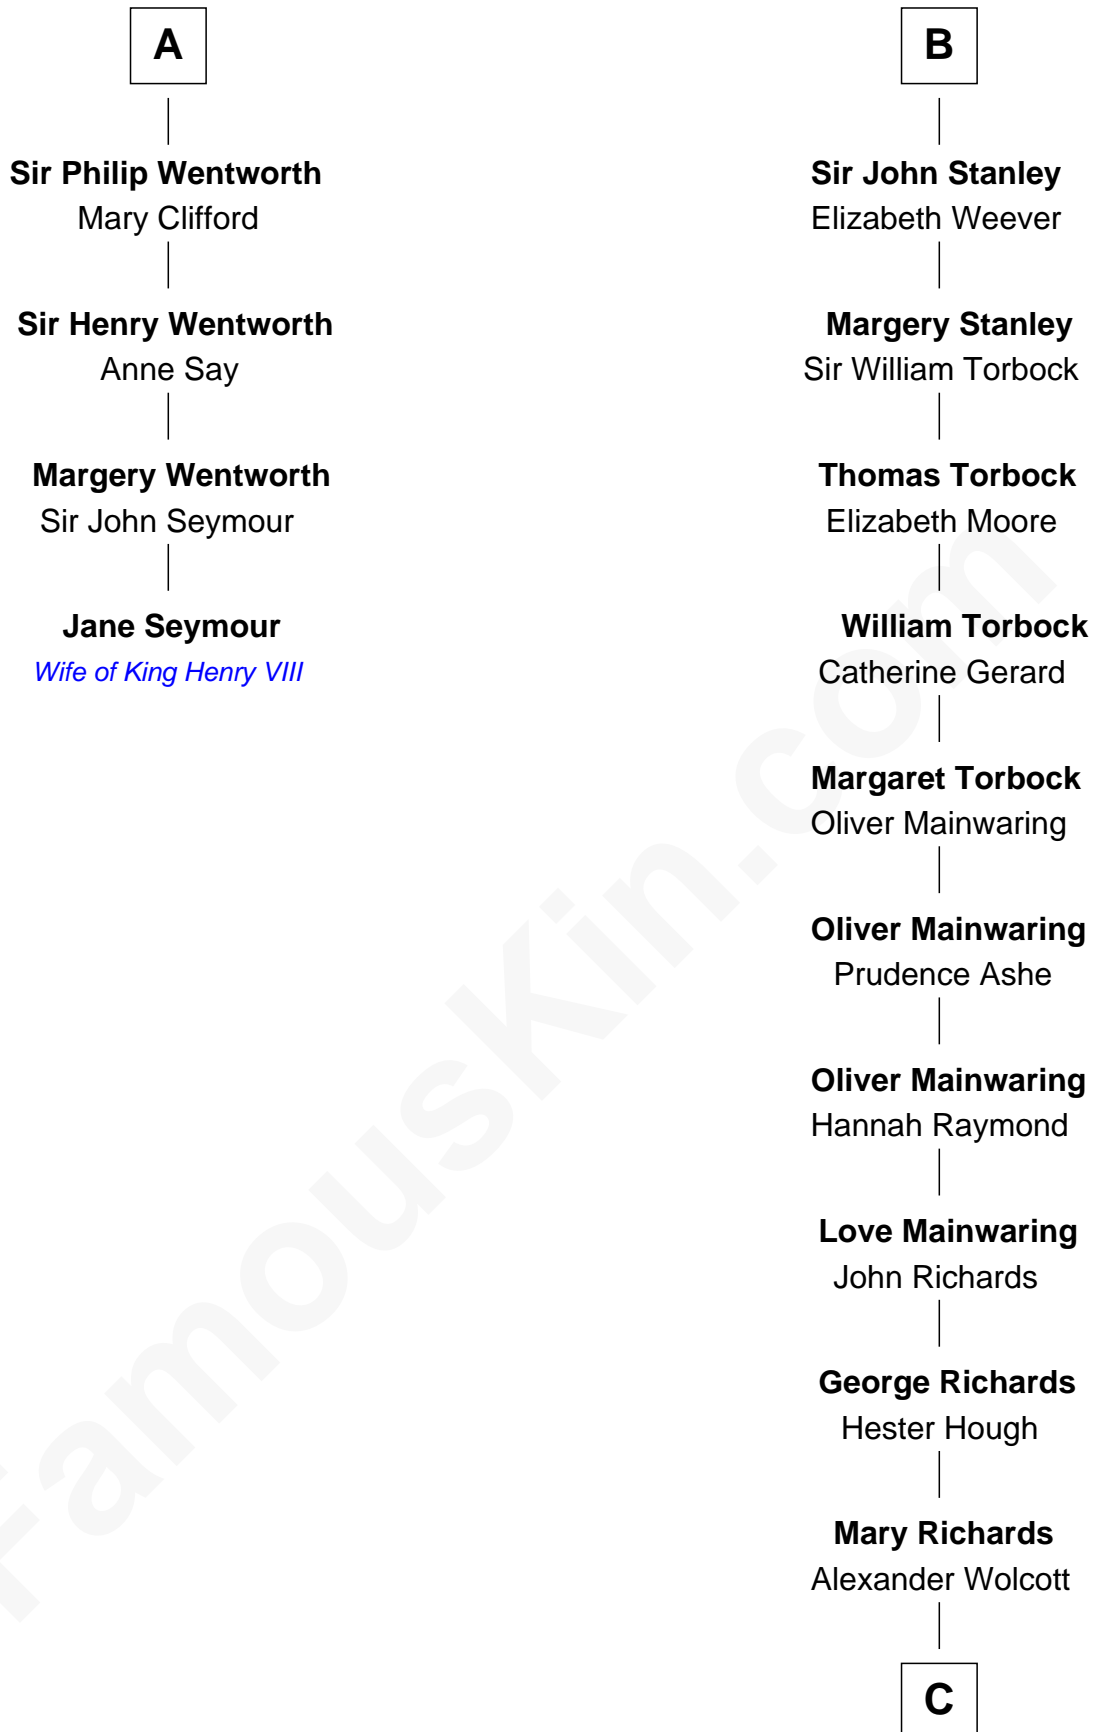 A
Sir Philip Wentworth
Mary Clifford
Sir Henry Wentworth
Anne Say
Margery Wentworth
Sir John Seymour
Jane Seymour
Wife of King Henry VIII
B
Sir John Stanley
Elizabeth Weever
Margery Stanley
Sir William Torbock
Thomas Torbock
Elizabeth Moore
William Torbock
Catherine Gerard
Margaret Torbock
Oliver Mainwaring
Oliver Mainwaring
Prudence Ashe
Oliver Mainwaring
Hannah Raymond
Love Mainwaring
John Richards
George Richards
Hester Hough
Mary Richards
Alexander Wolcott
C
FamousKin.com